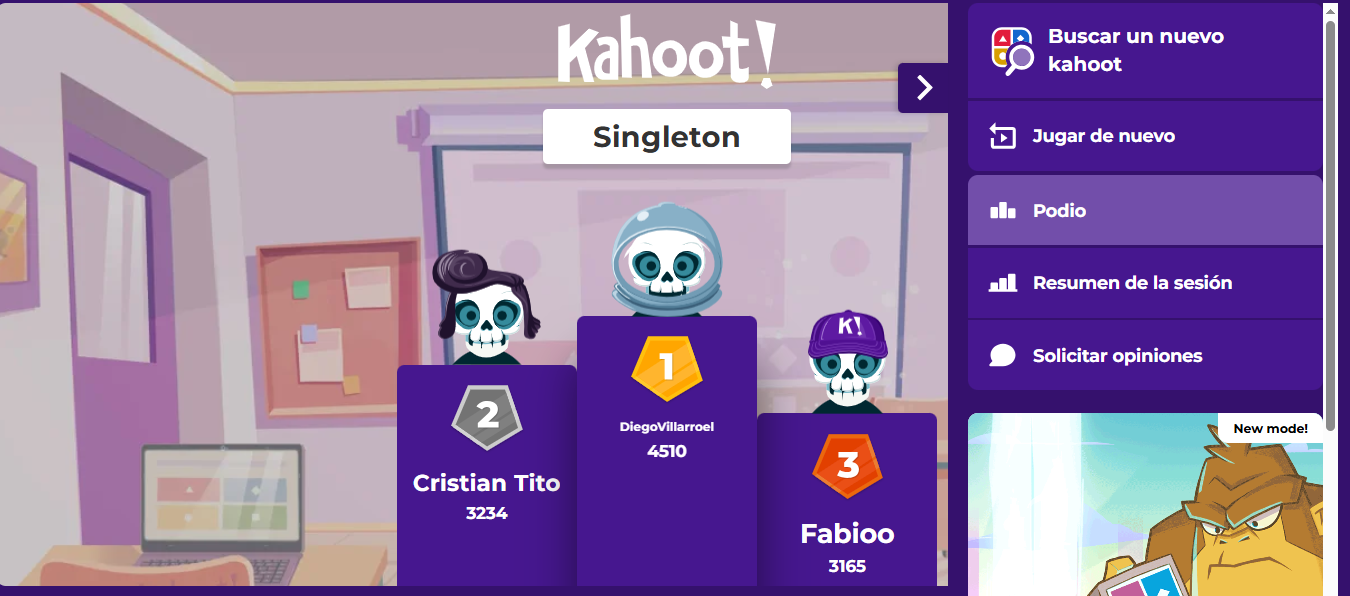 Kahoot!
Singleton
1
DiegoVillarroel
4510
2
Cristian Tito
3234
K!
3
Fabioo
3165
Buscar un nuevo
kahoot
Jugar de nuevo
Podio
Resumen de la sesión
Solicitar opiniones
New mode!